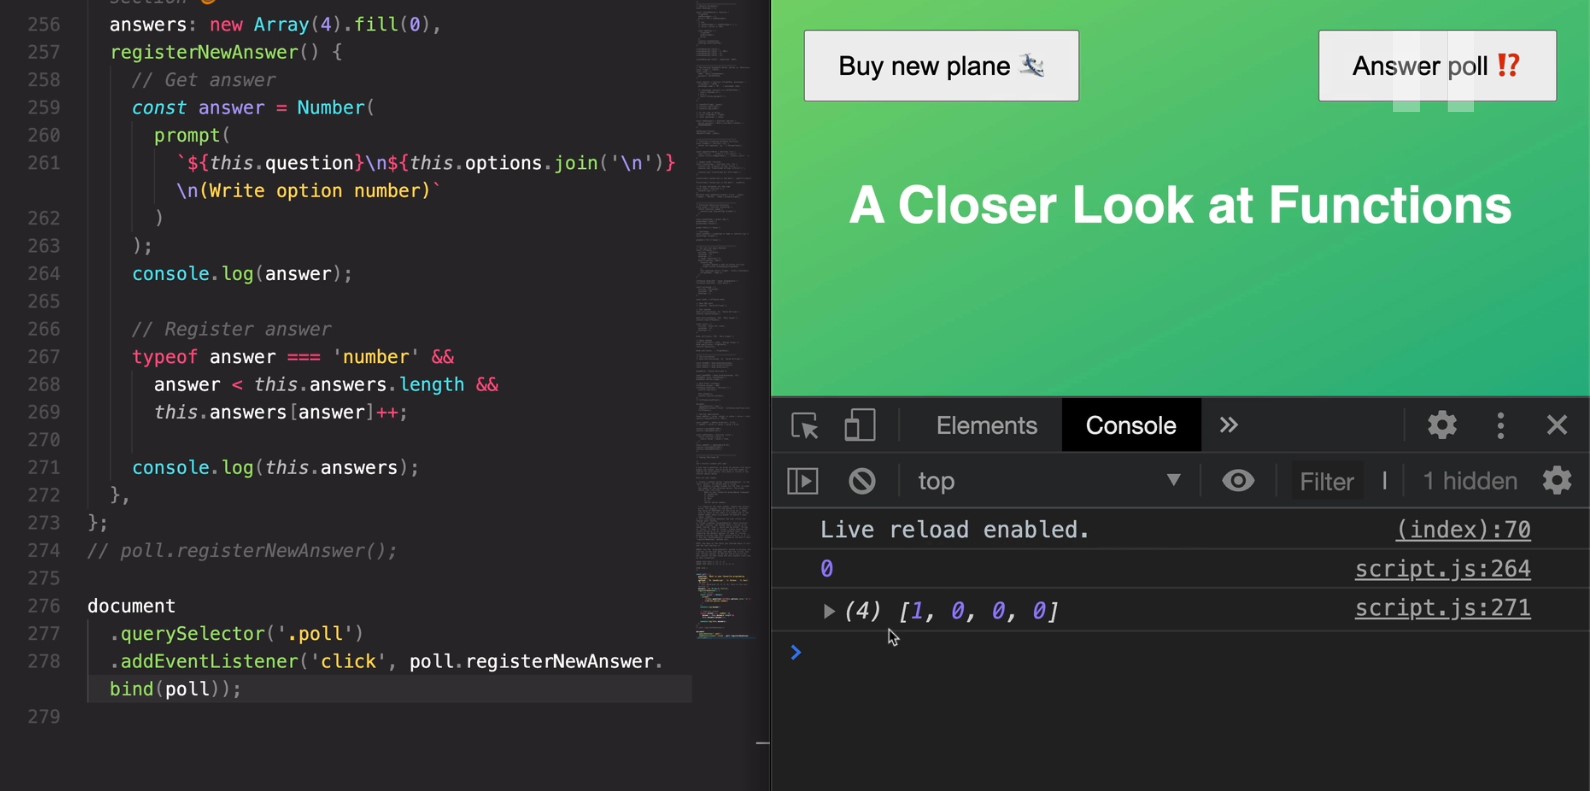 256 answers: new Array(4).fill(0),
257 registerNewAnswer() {
258 // Get answer
259 const answer = Number(
260 prompt(
261 `${this.question}\n${this.options.join('\n')}
\n(Write option number)`
262 )
263 );
264 console.log(answer);
265
266 // Register answer
267 typeof answer === 'number' &&
268 answer < this.answers.length &&
269 this.answers[answer]++;
270
271 console.log(this.answers);
272 },
273 };
274 // poll.registerNewAnswer();
275
276 document
277 .querySelector('.poll')
278 .addEventListener('click', poll.registerNewAnswer.
bind(poll));
279
Buy new plane 🛩
Answer poll ⁉️
A Closer Look at Functions
Elements Console »
top Filter 1 hidden
Live reload enabled. (index):70
0 script.js:264
(4) [1, 0, 0, 0] script.js:271